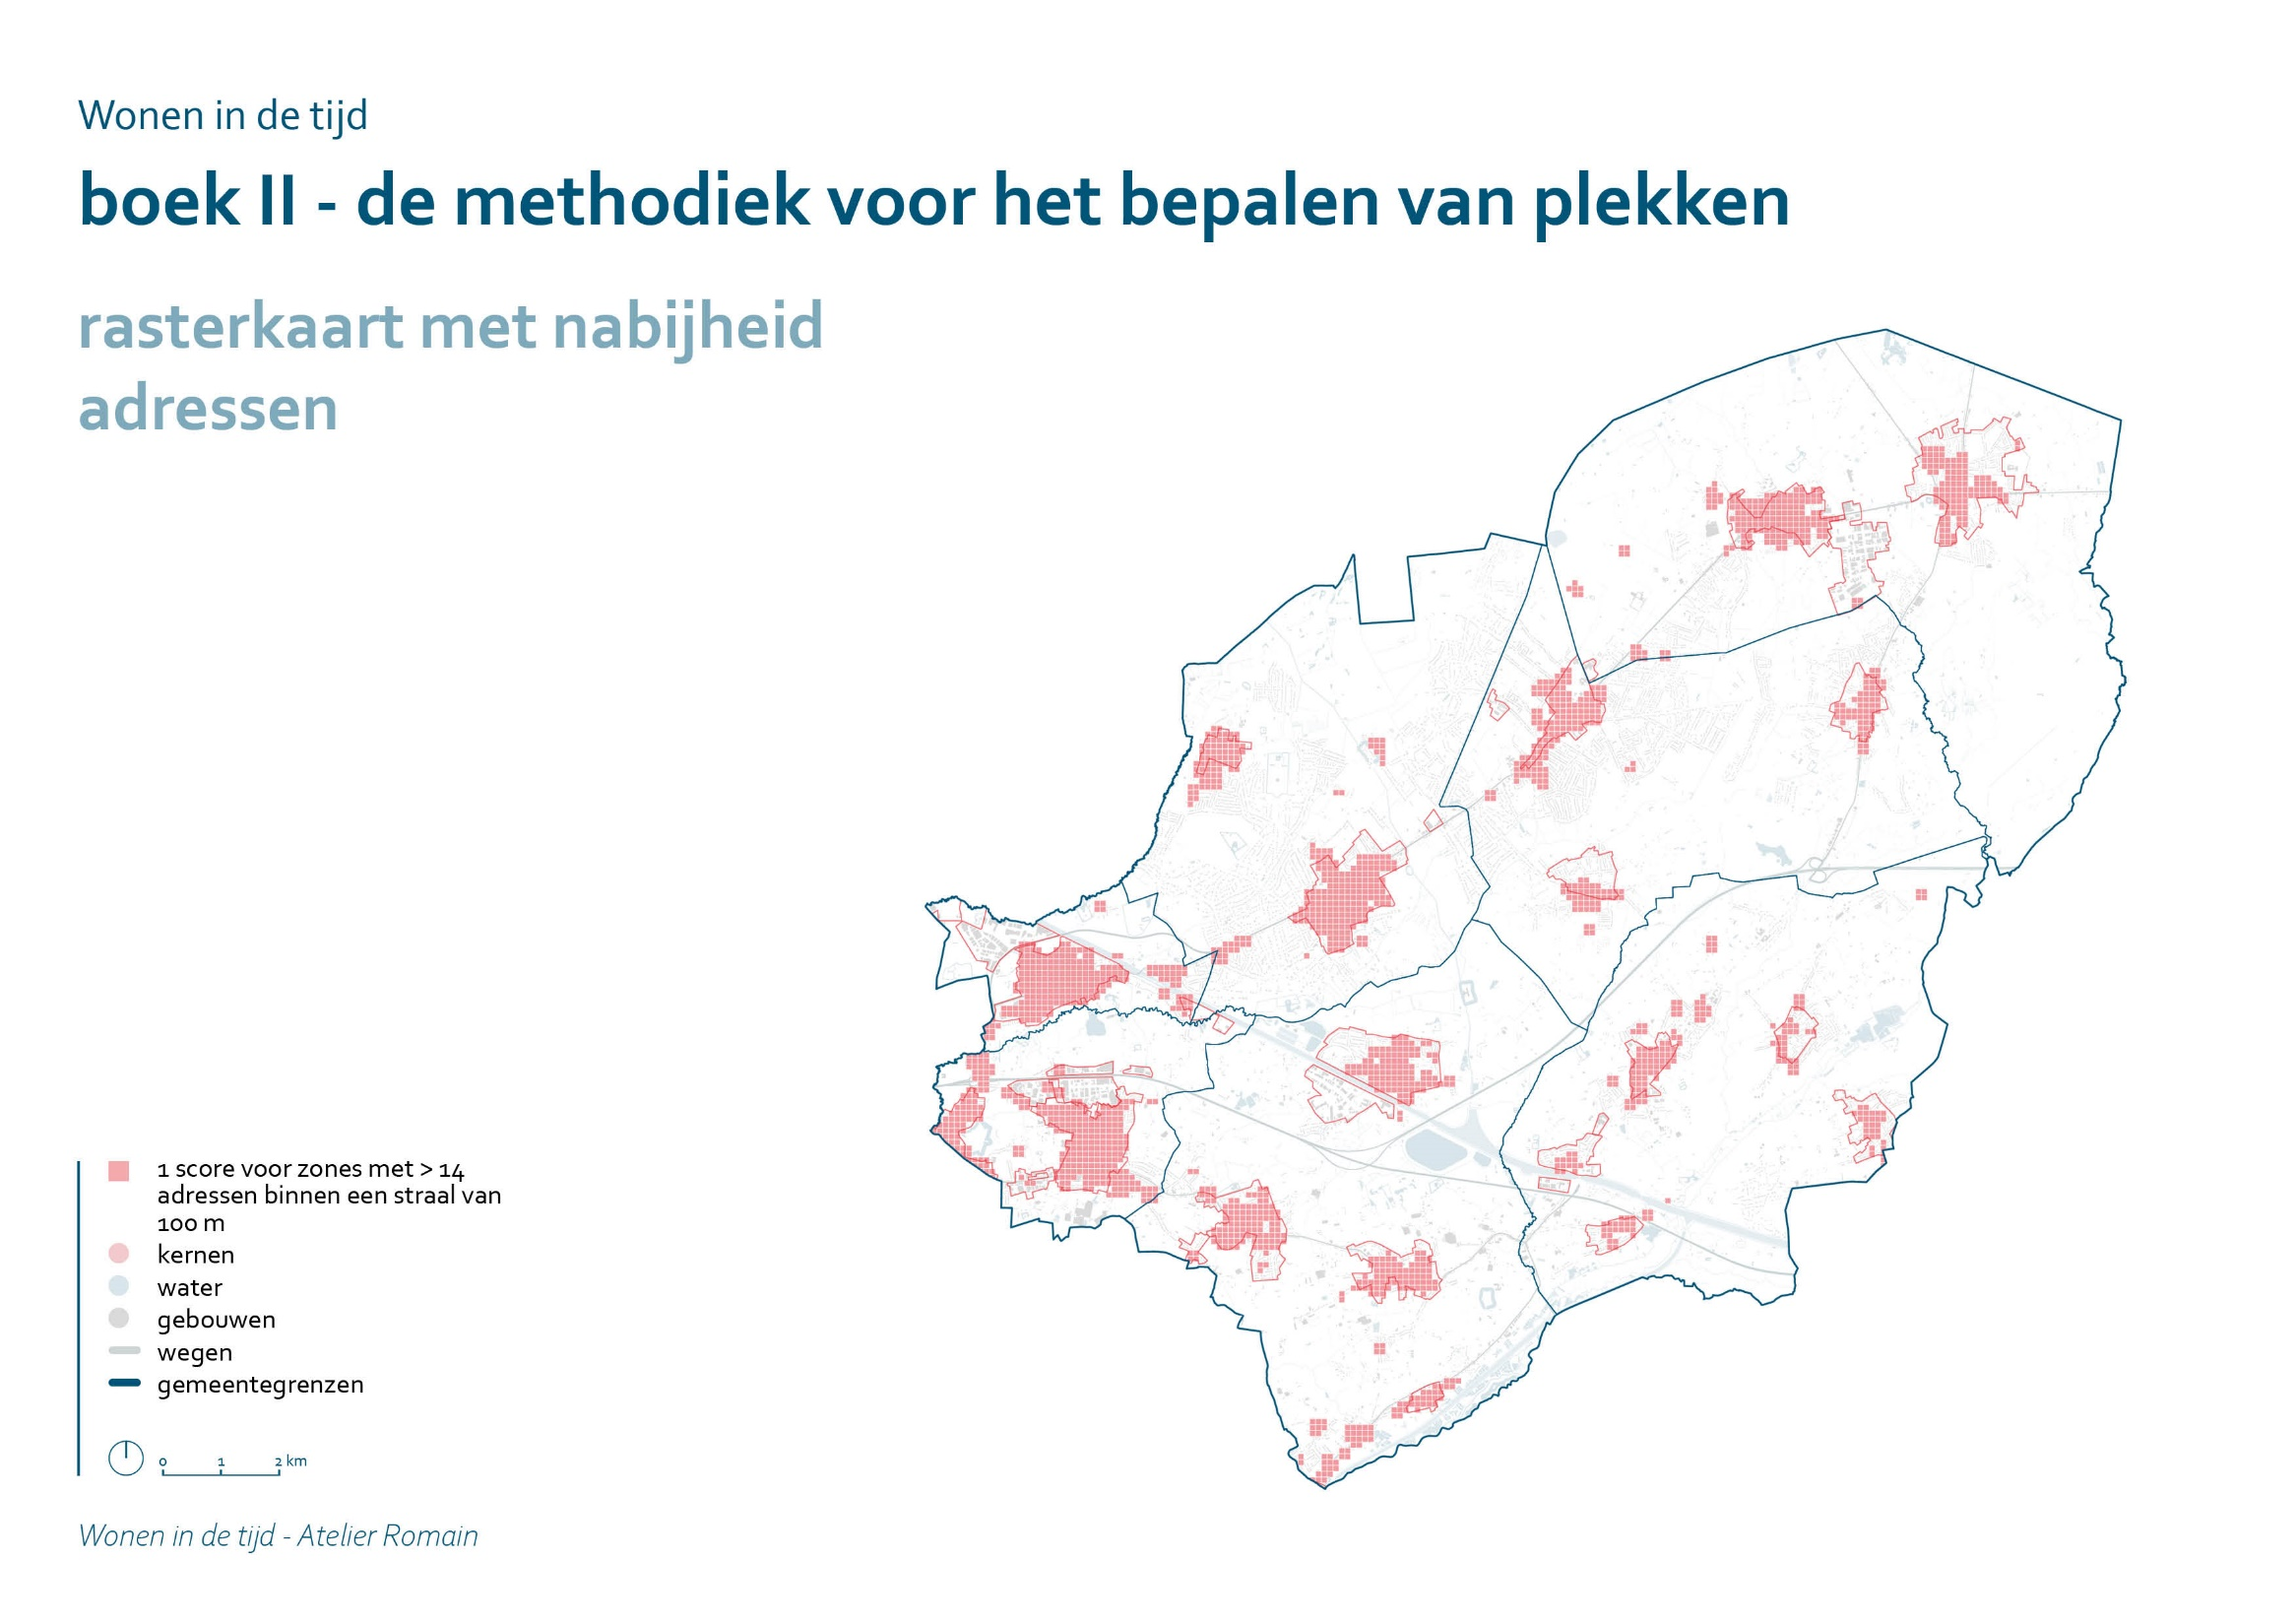 Wonen in de tijd
boek II - de methodiek voor het bepalen van plekken
rasterkaart met nabijheid
adressen
1 score voor zones met > 14
adressen binnen een straal van
100 m
kernen
water
gebouwen
wegen
gemeentegrenzen
0 1 2 km
Wonen in de tijd - Atelier Romain